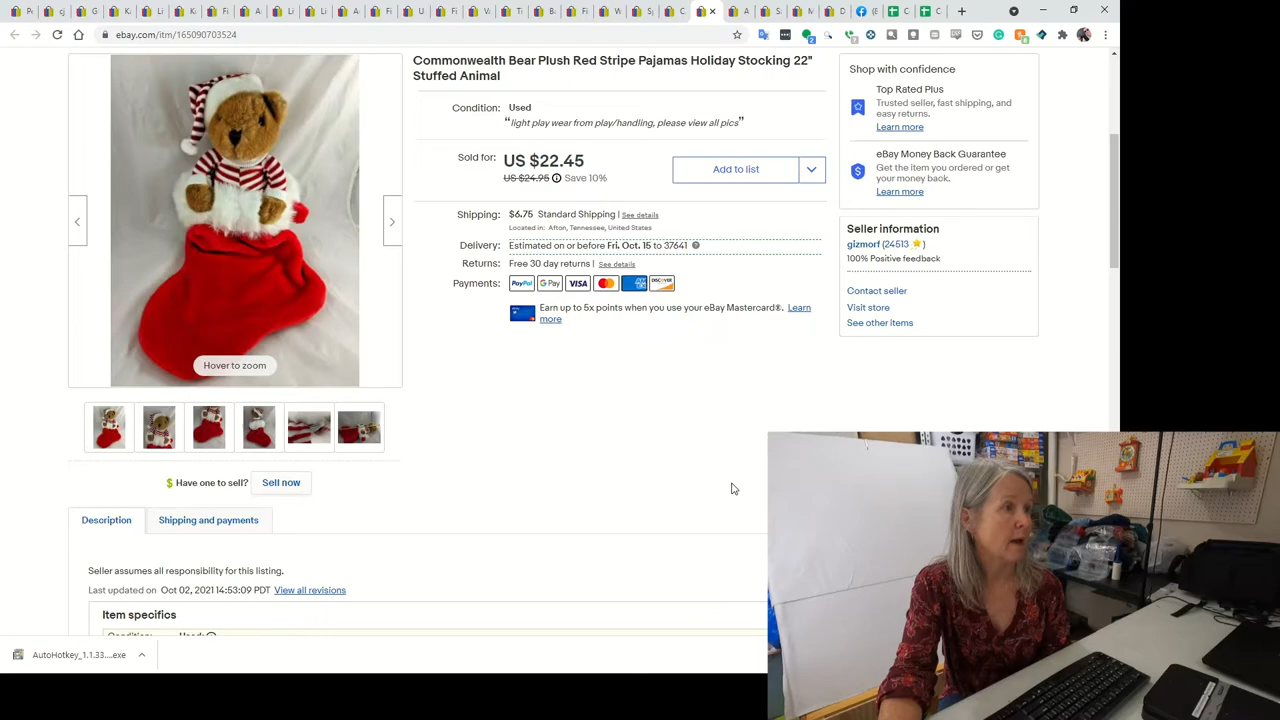 ebay.com/itm/165090703524
Commonwealth Bear Plush Red Stripe Pajamas Holiday Stocking 22"
Stuffed Animal
Condition: Used
“light play wear from play/handling, please view all pics”
Sold for: US $22.45
US $24.95 Save 10%
Add to list
Shipping: $6.75 Standard Shipping | See details
Located in: Afton, Tennessee, United States
Delivery: Estimated on or before Fri. Oct. 15 to 37641
Returns: Free 30 day returns | See details
Payments: PayPal G Pay VISA
Earn up to 5x points when you use your eBay Mastercard®. Learn
more
Shop with confidence
Top Rated Plus
Trusted seller, fast shipping, and
easy returns.
Learn more
eBay Money Back Guarantee
Get the item you ordered or get
your money back.
Learn more
Seller information
gizmorf (24513 )
100% Positive feedback
Contact seller
Visit store
See other items
Hover to zoom
$ Have one to sell? Sell now
Description
Shipping and payments
Seller assumes all responsibility for this listing.
Last updated on Oct 02, 2021 14:53:09 PDT View all revisions
Item specifics
AutoHotkey_1.1.33....exe